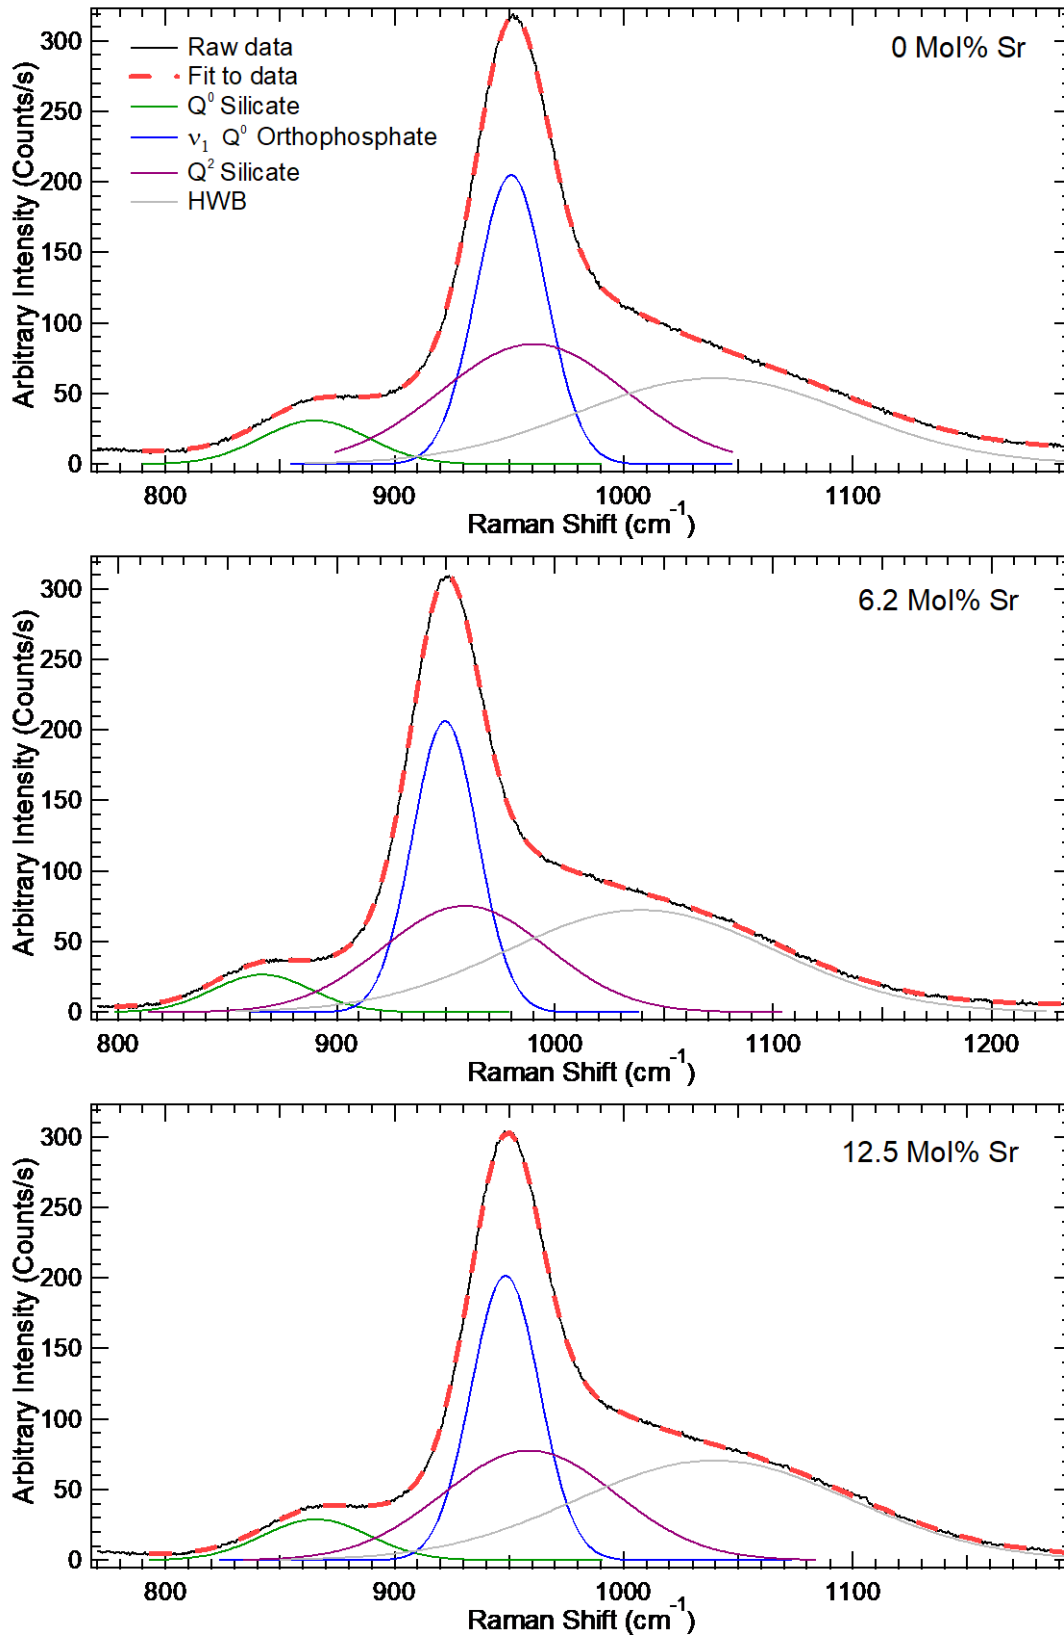 Arbitrary Intensity (Counts/s)
300
250
200
150
100
50
0
Raw data
Fit to data
Q⁰ Silicate
ν₁ Q⁰ Orthophosphate
Q² Silicate
HWB
0 Mol% Sr
800 900 1000 1100
Raman Shift (cm⁻¹)
Arbitrary Intensity (Counts/s)
300
250
200
150
100
50
0
6.2 Mol% Sr
800 900 1000 1100 1200
Raman Shift (cm⁻¹)
Arbitrary Intensity (Counts/s)
300
250
200
150
100
50
0
12.5 Mol% Sr
800 900 1000 1100
Raman Shift (cm⁻¹)